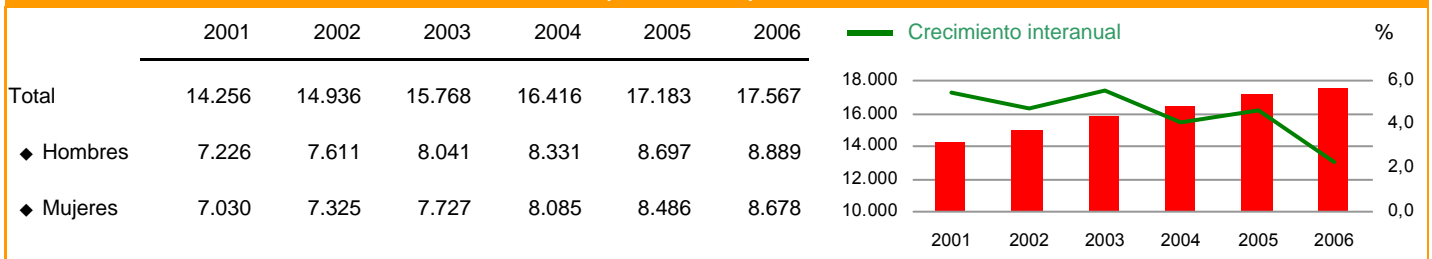 2001 2002 2003 2004 2005 2006
Total 14.256 14.936 15.768 16.416 17.183 17.567
◆ Hombres 7.226 7.611 8.041 8.331 8.697 8.889
◆ Mujeres 7.030 7.325 7.727 8.085 8.486 8.678
Crecimiento interanual %
18.000 6,0
16.000
4,0
14.000
2,0
12.000
10.000 0,0
2001 2002 2003 2004 2005 2006